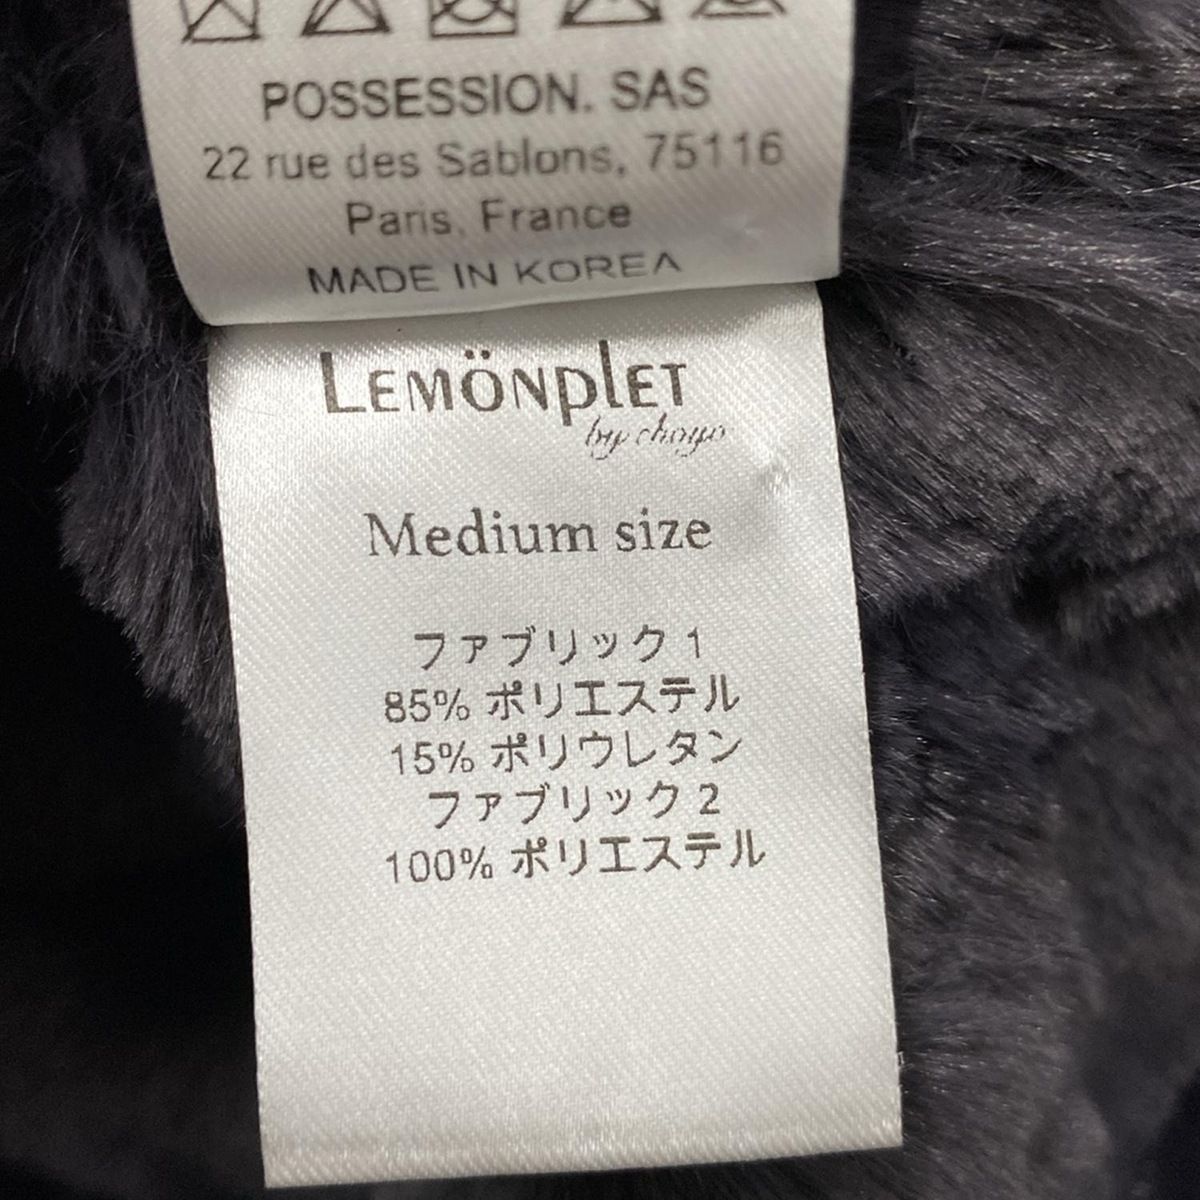 POSSESSION. SAS
22 rue des Sablons, 75116
Paris, France
MADE IN KOREA
LEMÖNPLET
by choyo
Medium size
ファブリック 1
85% ポリエステル
15% ポリウレタン
ファブリック 2
100% ポリエステル